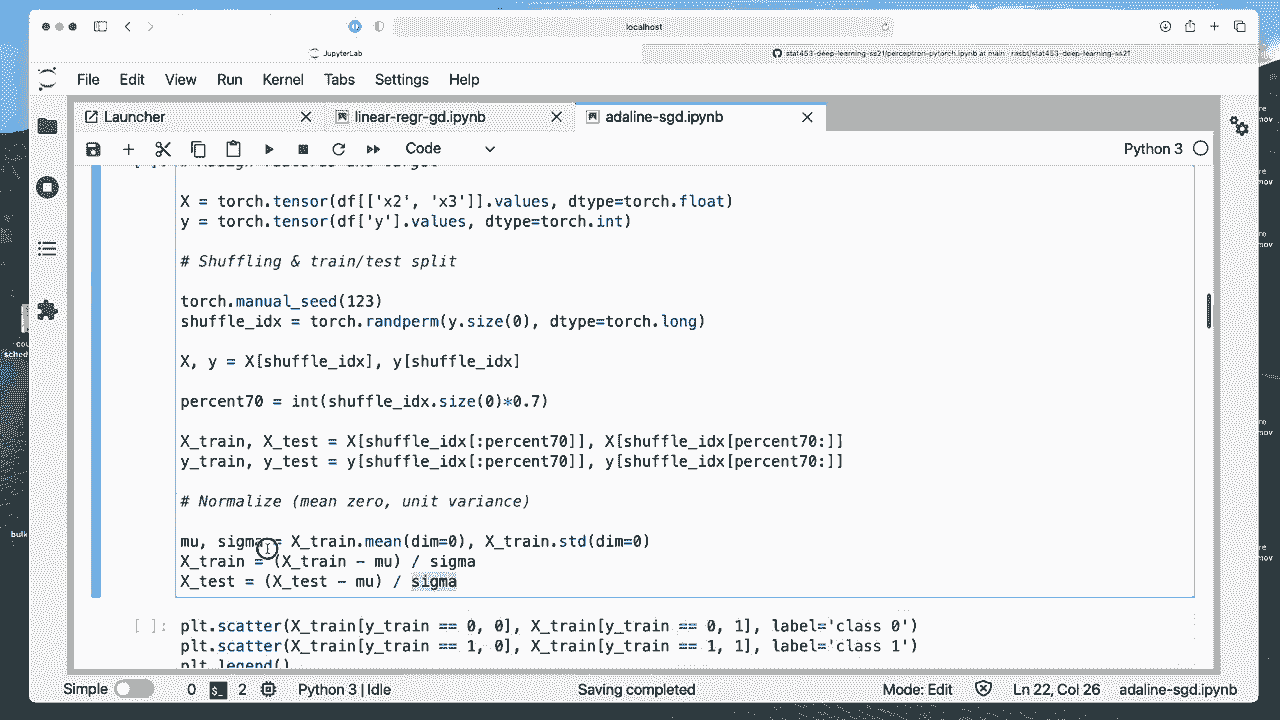 localhost
JupyterLab
stat453-deep-learning-ss21/perceptron-pytorch.ipynb at main · rasbt/stat453-deep-learning-ss21
File Edit View Run Kernel Tabs Settings Help
Launcher linear-regr-gd.ipynb adaline-sgd.ipynb
Code Python 3
X = torch.tensor(df[['x2', 'x3']].values, dtype=torch.float)
y = torch.tensor(df['y'].values, dtype=torch.int)
# Shuffling & train/test split
torch.manual_seed(123)
shuffle_idx = torch.randperm(y.size(0), dtype=torch.long)
X, y = X[shuffle_idx], y[shuffle_idx]
percent70 = int(shuffle_idx.size(0)*0.7)
X_train, X_test = X[shuffle_idx[:percent70]], X[shuffle_idx[percent70:]]
y_train, y_test = y[shuffle_idx[:percent70]], y[shuffle_idx[percent70:]]
# Normalize (mean zero, unit variance)
mu, sigma = X_train.mean(dim=0), X_train.std(dim=0)
X_train = (X_train - mu) / sigma
X_test = (X_test - mu) / sigma
[ ]: plt.scatter(X_train[y_train == 0, 0], X_train[y_train == 0, 1], label='class 0')
plt.scatter(X_train[y_train == 1, 0], X_train[y_train == 1, 1], label='class 1')
plt.legend()
Simple 0 2 Python 3 | Idle Saving completed Mode: Edit Ln 22, Col 26 adaline-sgd.ipynb